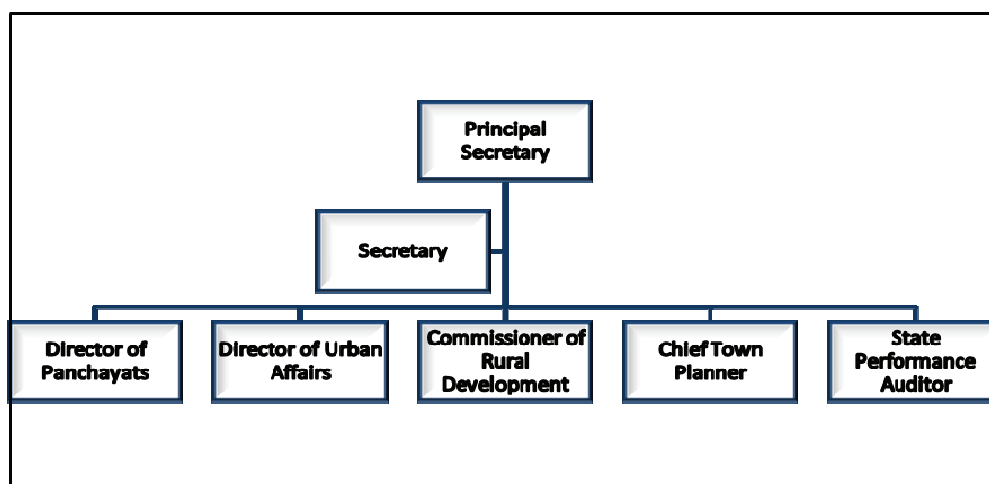 Principal
Secretary
Secretary
Director of
Panchayats
Director of Urban
Affairs
Commissioner of
Rural
Development
Chief Town
Planner
State
Performance
Auditor